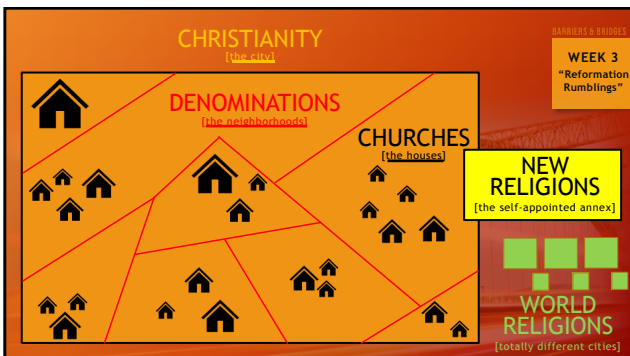 CHRISTIANITY
[the city]
BARRIERS & BRIDGES
WEEK 3
“Reformation
Rumblings”
DENOMINATIONS
[the neighborhoods]
CHURCHES
[the houses]
NEW
RELIGIONS
[the self-appointed annex]
WORLD
RELIGIONS
[totally different cities]